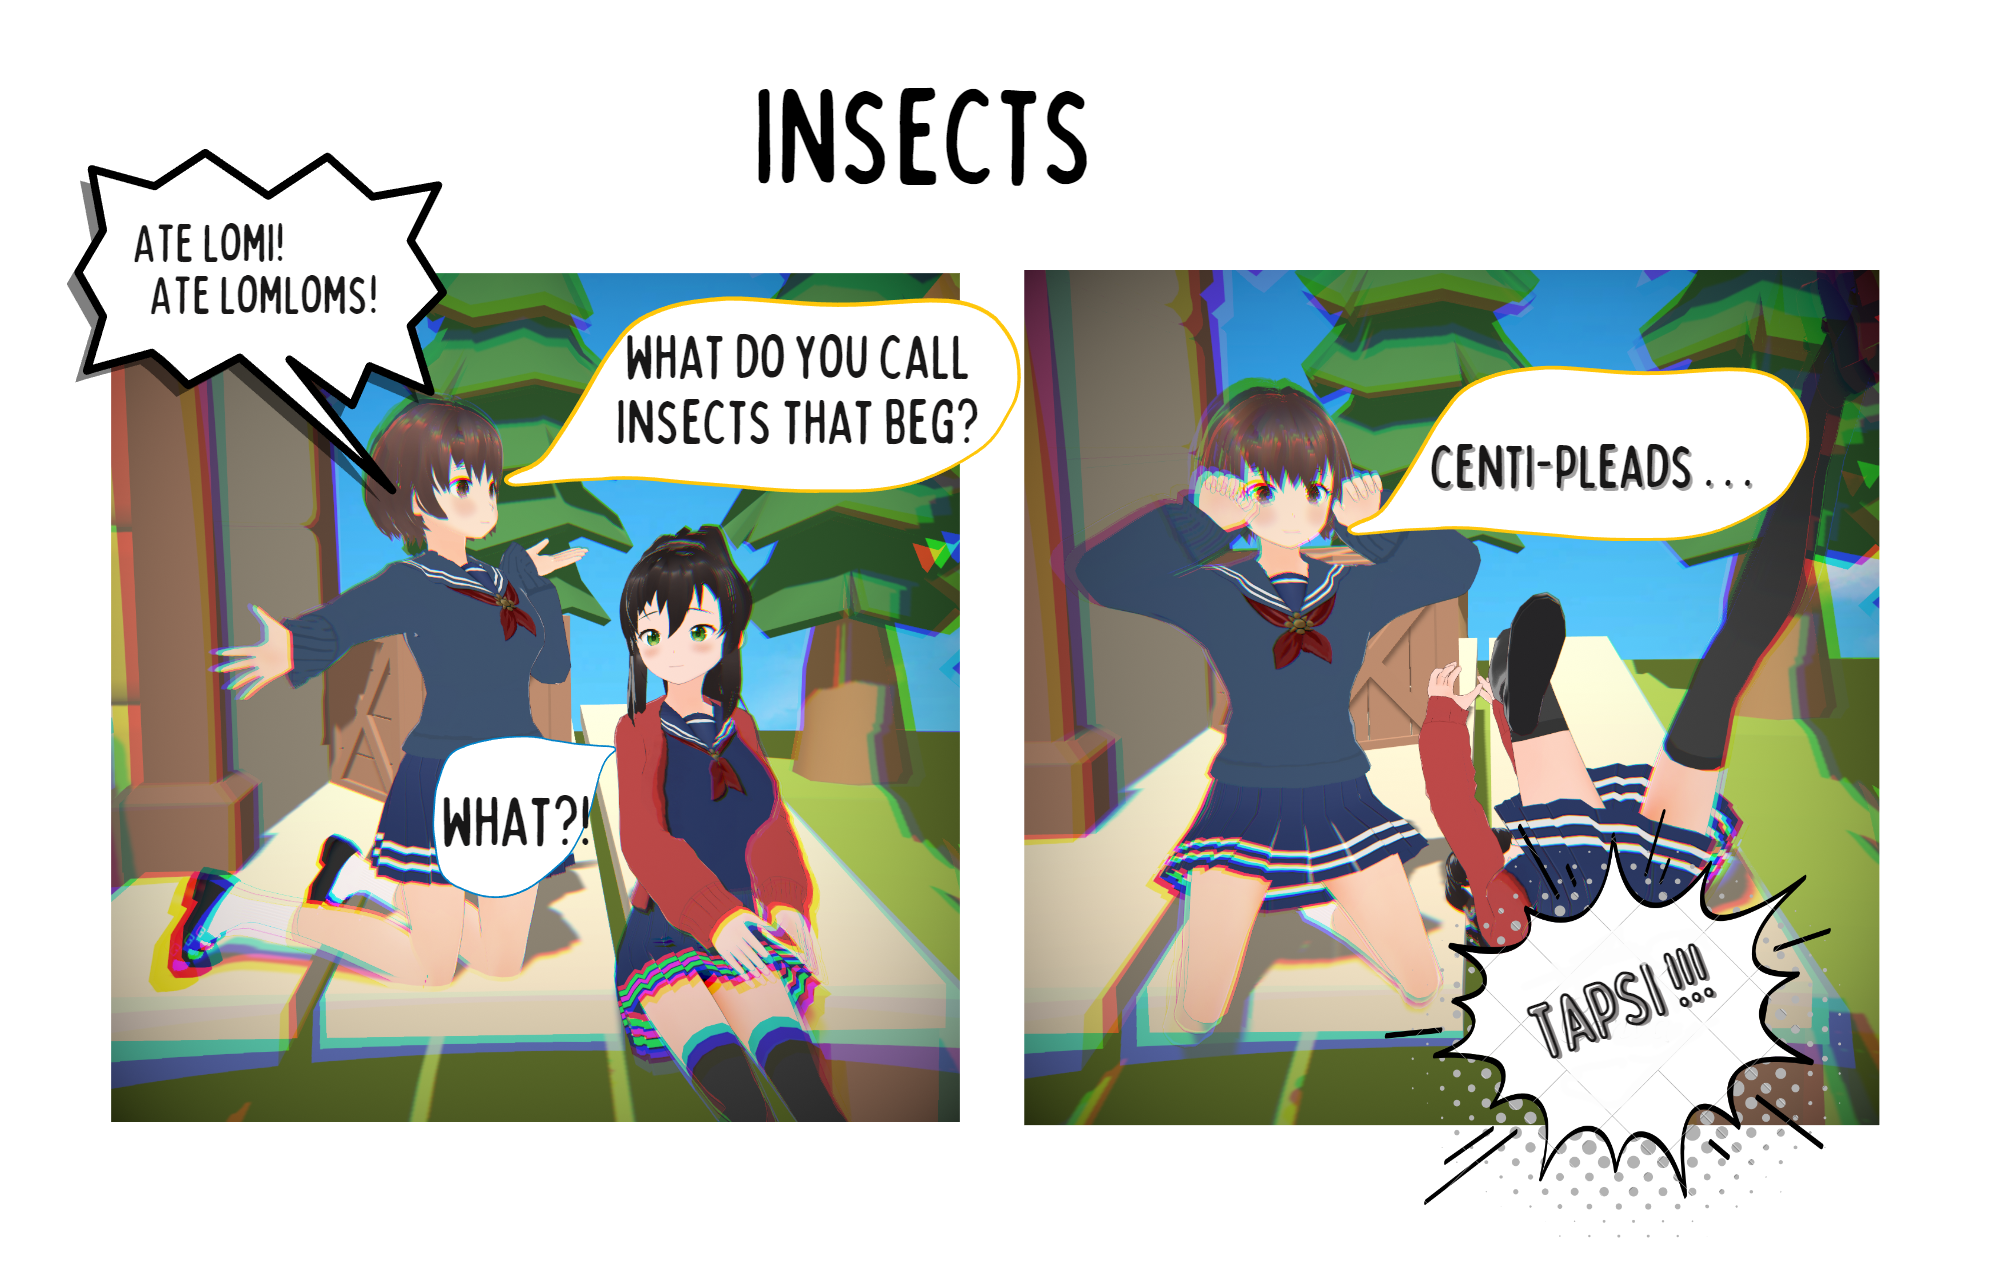 INSECTS
ATE LOMI!
ATE LOMLOMS!
WHAT DO YOU CALL
INSECTS THAT BEG?
WHAT?!
CENTI-PLEADS . . .
TAPSI !!!